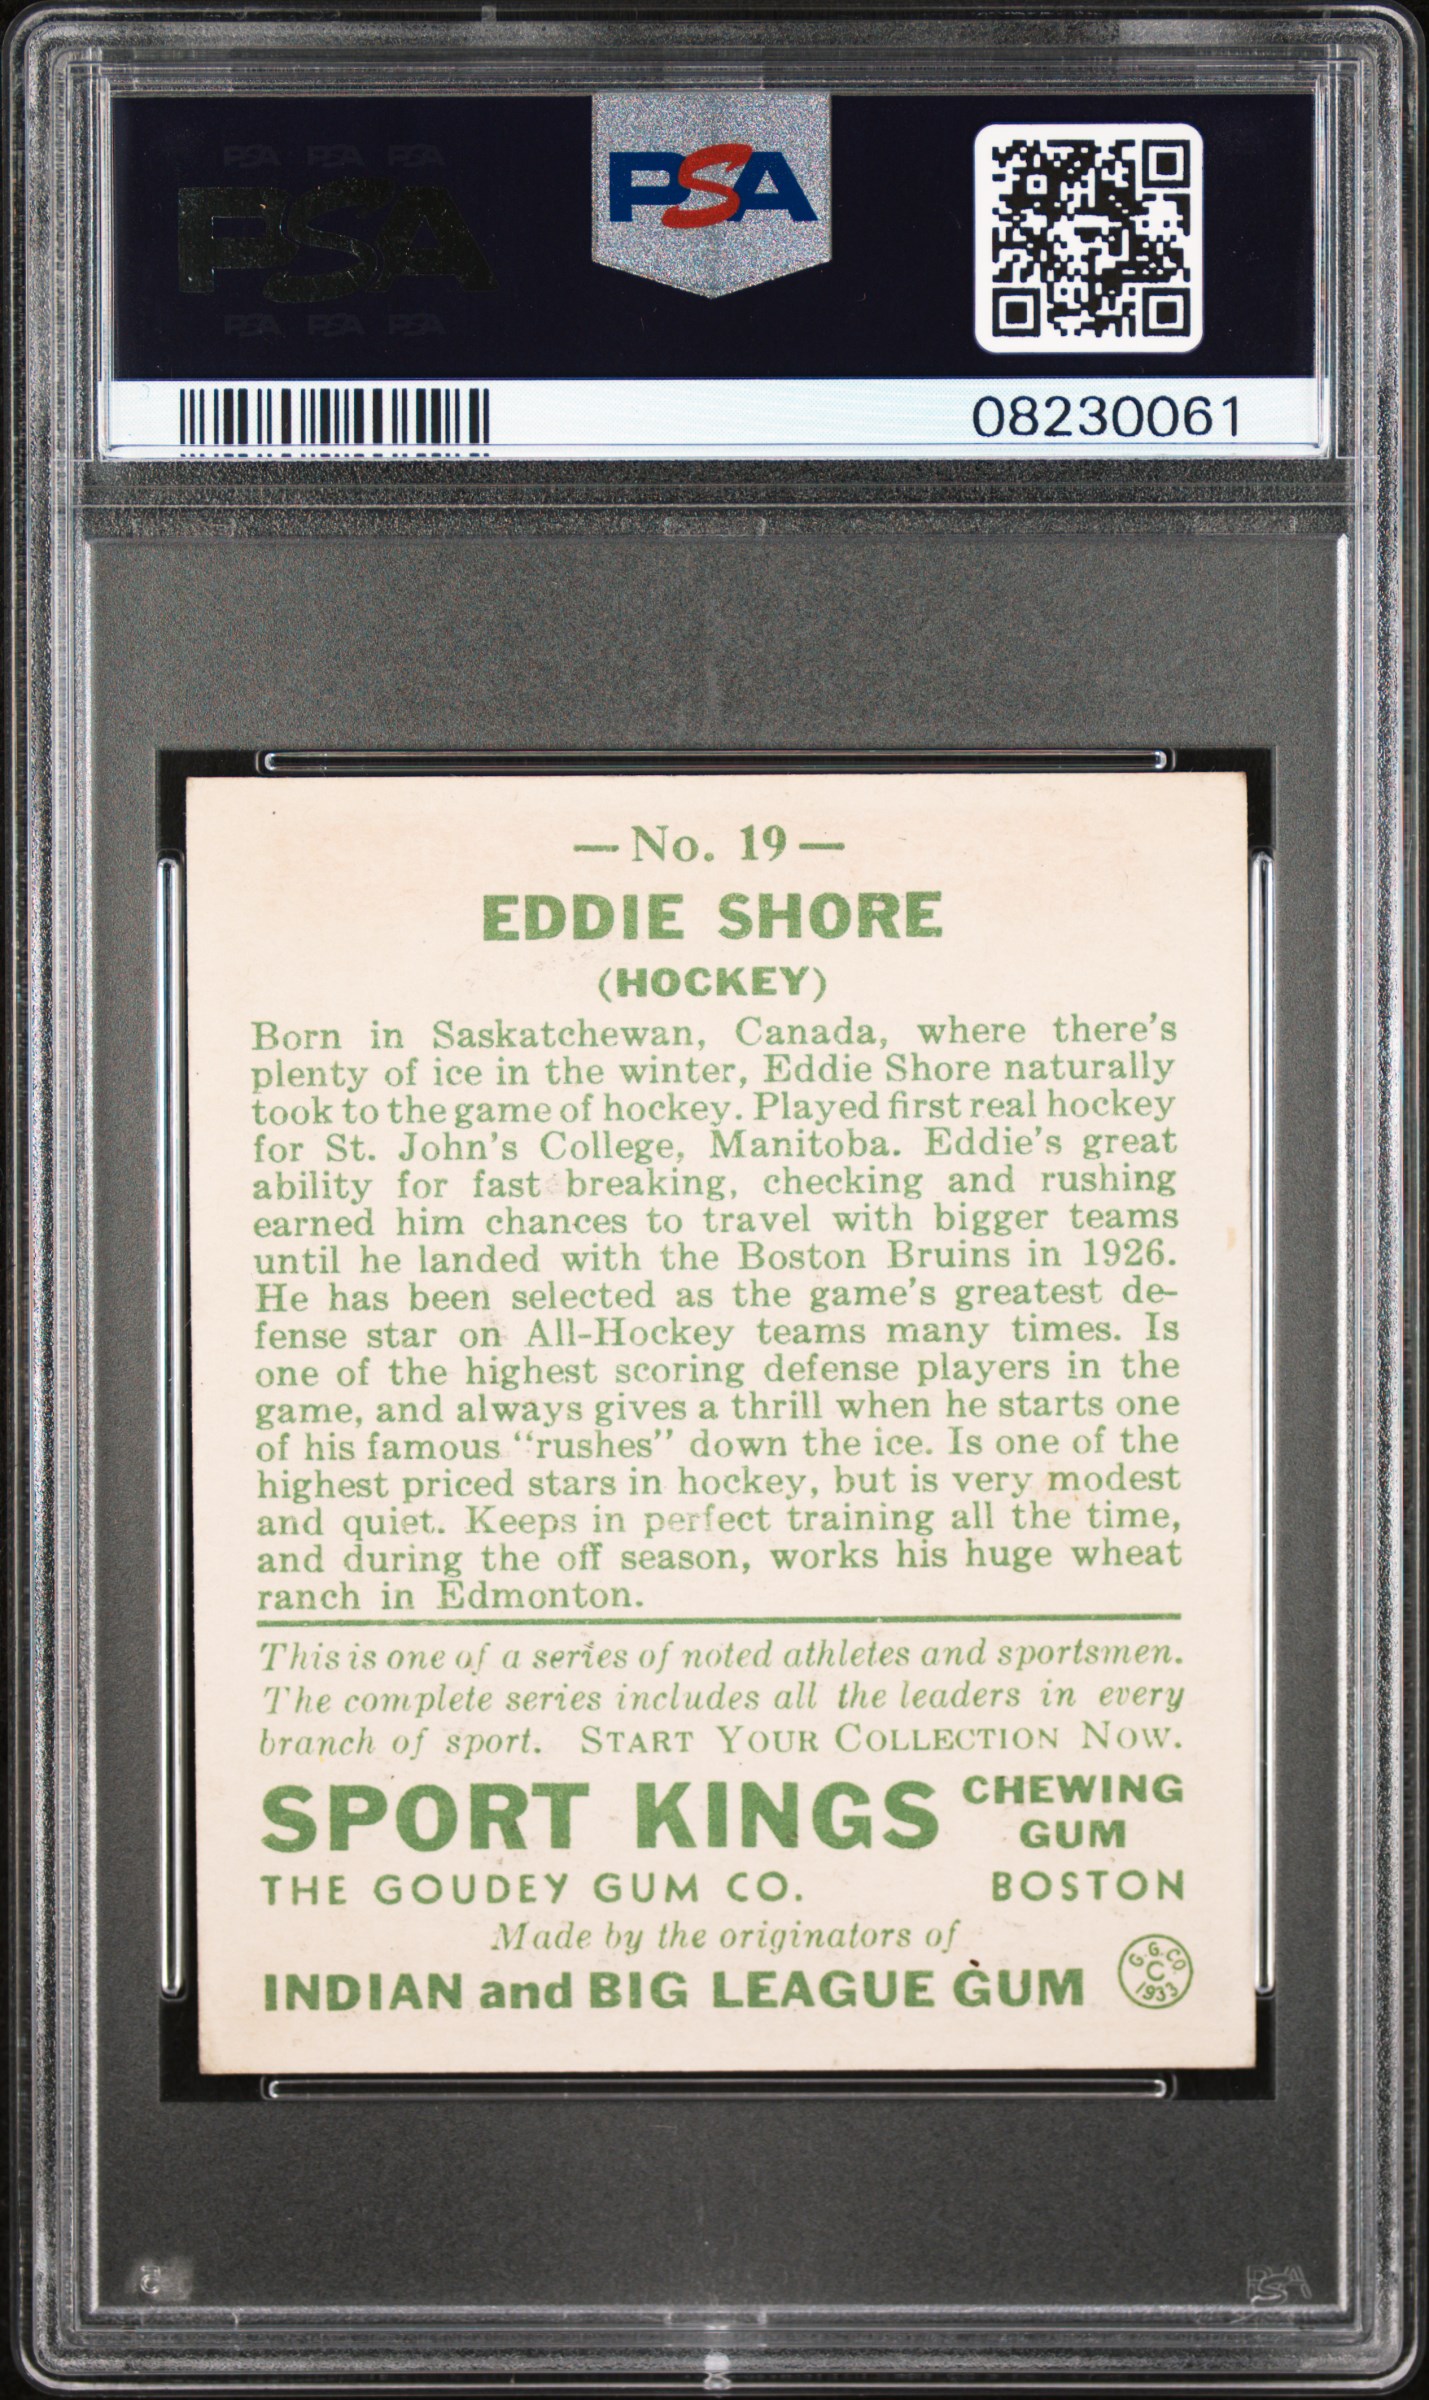 PSA PSA PSA
PSA
PSA PSA PSA
PSA
08230061
—No. 19—
EDDIE SHORE
(HOCKEY)
Born in Saskatchewan, Canada, where there's
plenty of ice in the winter, Eddie Shore naturally
took to the game of hockey. Played first real hockey
for St. John's College, Manitoba. Eddie's great
ability for fast breaking, checking and rushing
earned him chances to travel with bigger teams
until he landed with the Boston Bruins in 1926.
He has been selected as the game's greatest de-
fense star on All-Hockey teams many times. Is
one of the highest scoring defense players in the
game, and always gives a thrill when he starts one
of his famous "rushes" down the ice. Is one of the
highest priced stars in hockey, but is very modest
and quiet. Keeps in perfect training all the time,
and during the off season, works his huge wheat
ranch in Edmonton.
This is one of a series of noted athletes and sportsmen.
The complete series includes all the leaders in every
branch of sport. START YOUR COLLECTION NOW.
SPORT KINGS CHEWING GUM
THE GOUDEY GUM CO. BOSTON
Made by the originators of
INDIAN and BIG LEAGUE GUM
G.G.CO.
C
1933
PSA